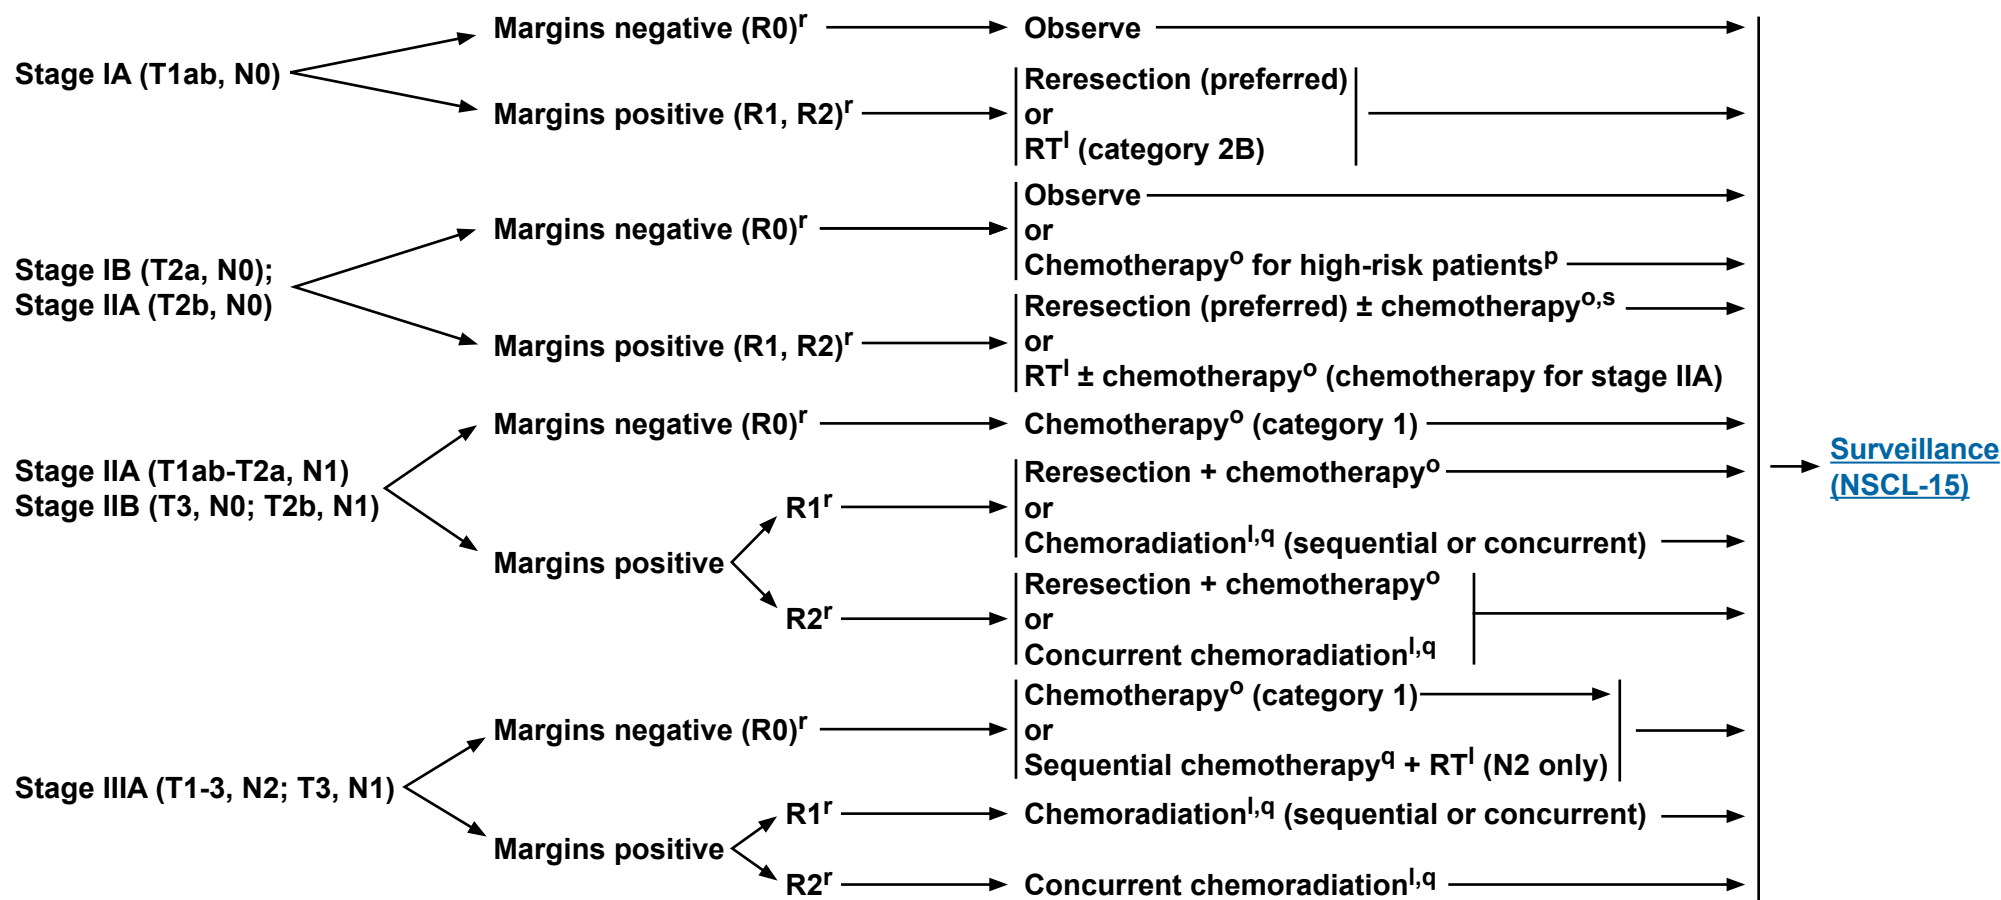 Stage IA (T1ab, N0)
Margins negative (R0)r
Observe
Margins positive (R1, R2)r
Reresection (preferred)
or
RTl (category 2B)
Stage IB (T2a, N0);
Stage IIA (T2b, N0)
Margins negative (R0)r
Observe
or
Chemotherapyo for high-risk patientsp
Margins positive (R1, R2)r
Reresection (preferred) ± chemotherapyo,s
or
RTl ± chemotherapyo (chemotherapy for stage IIA)
Stage IIA (T1ab-T2a, N1)
Stage IIB (T3, N0; T2b, N1)
Margins negative (R0)r
Chemotherapyo (category 1)
Margins positive
R1r
Reresection + chemotherapyo
or
Chemoradiationl,q (sequential or concurrent)
R2r
Reresection + chemotherapyo
or
Concurrent chemoradiationl,q
Stage IIIA (T1-3, N2; T3, N1)
Margins negative (R0)r
Chemotherapyo (category 1)
or
Sequential chemotherapyq + RTl (N2 only)
Margins positive
R1r
Chemoradiationl,q (sequential or concurrent)
R2r
Concurrent chemoradiationl,q
Surveillance
(NSCL-15)